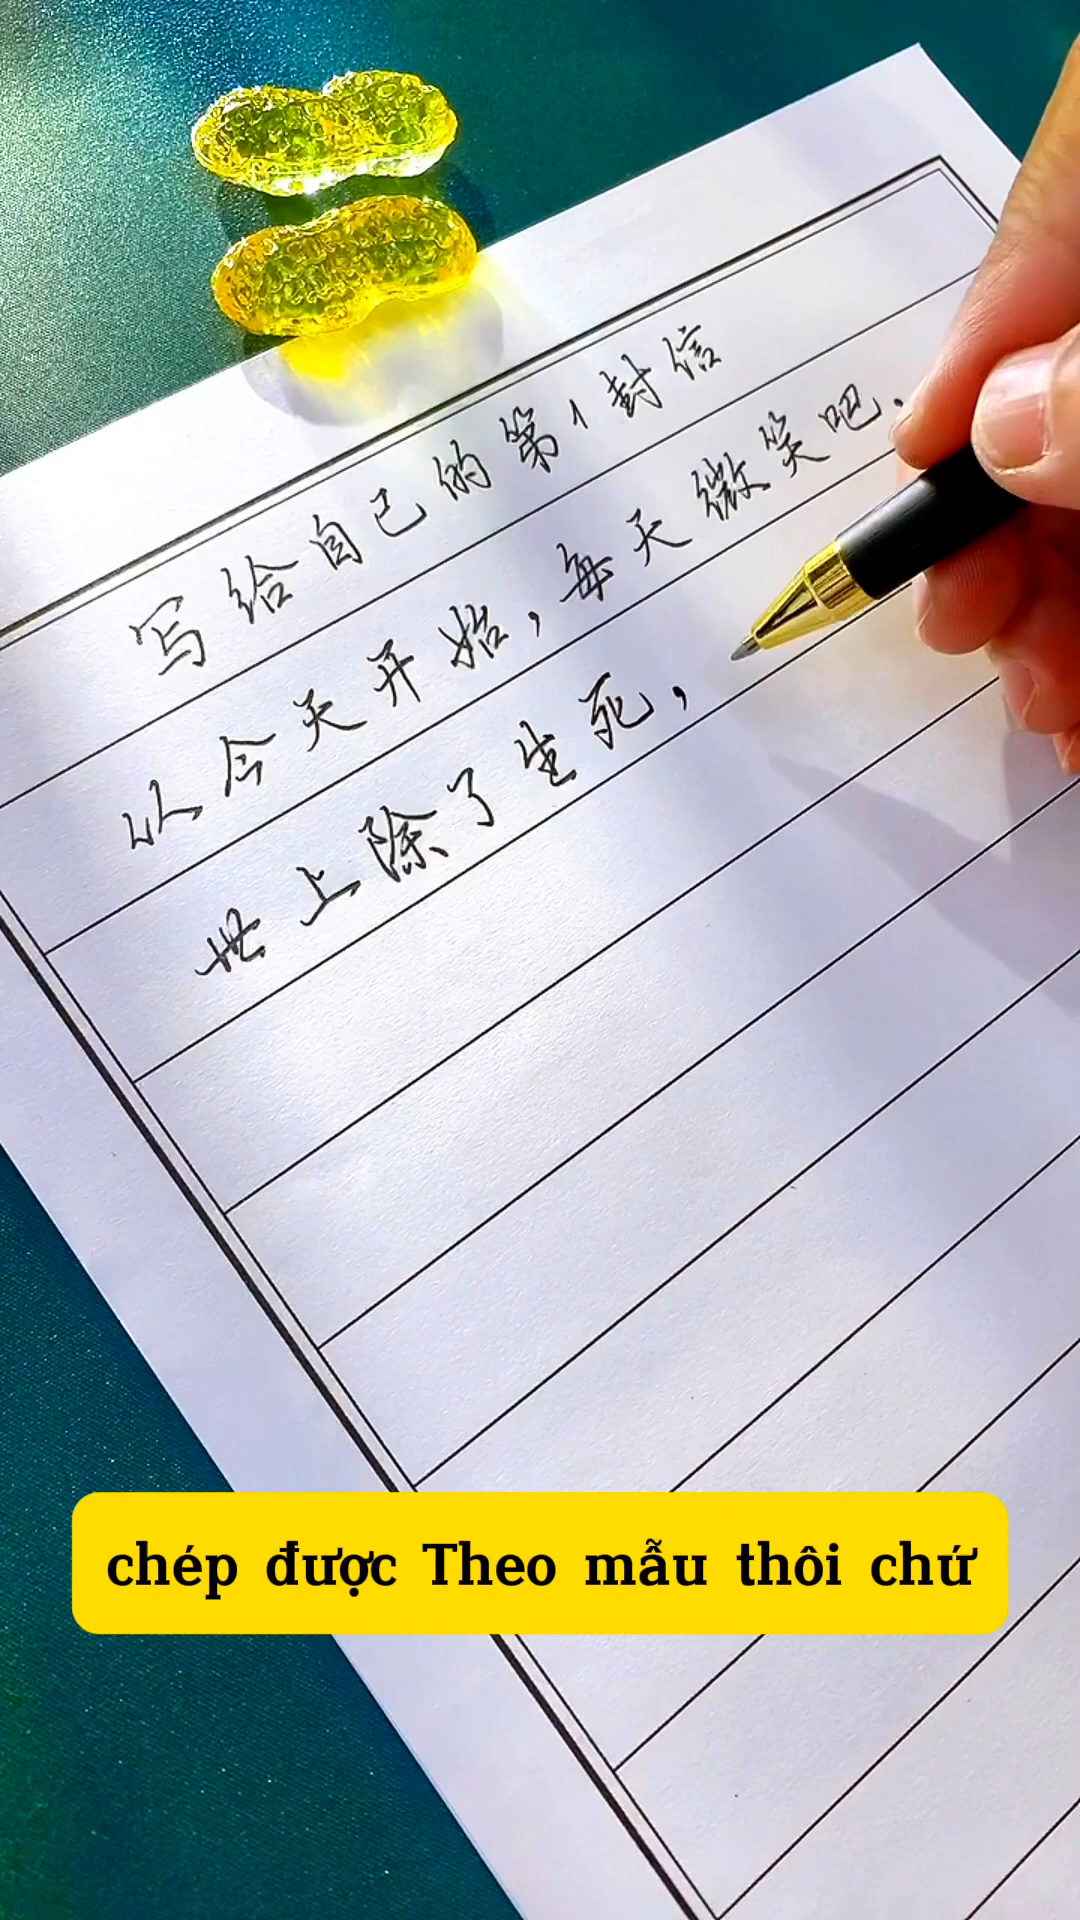 写给自己的第1封信
以今天开始，每天微笑吧.
世上除了生死，
chép được Theo mẫu thôi chứ